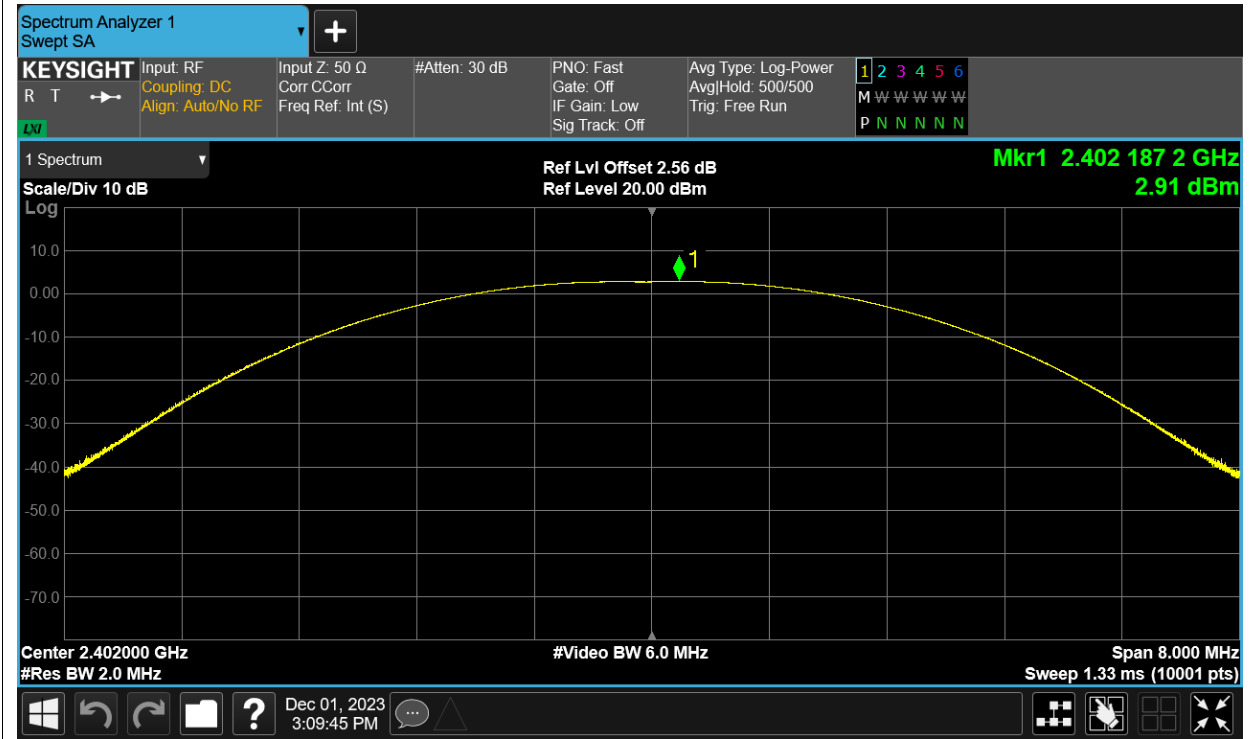 Spectrum Analyzer 1
Swept SA
KEYSIGHT
R T
LXI
Input: RF
Coupling: DC
Align: Auto/No RF
Input Z: 50 Ω
Corr CCorr
Freq Ref: Int (S)
#Atten: 30 dB
PNO: Fast
Gate: Off
IF Gain: Low
Sig Track: Off
Avg Type: Log-Power
Avg|Hold: 500/500
Trig: Free Run
1 2 3 4 5 6
M W W W W W
P N N N N N
1 Spectrum
Scale/Div 10 dB
Log
Ref Lvl Offset 2.56 dB
Ref Level 20.00 dBm
Mkr1 2.402 187 2 GHz
2.91 dBm
1
10.0
0.00
-10.0
-20.0
-30.0
-40.0
-50.0
-60.0
-70.0
Center 2.402000 GHz
#Video BW 6.0 MHz
Span 8.000 MHz
#Res BW 2.0 MHz
Sweep 1.33 ms (10001 pts)
?
Dec 01, 2023
3:09:45 PM